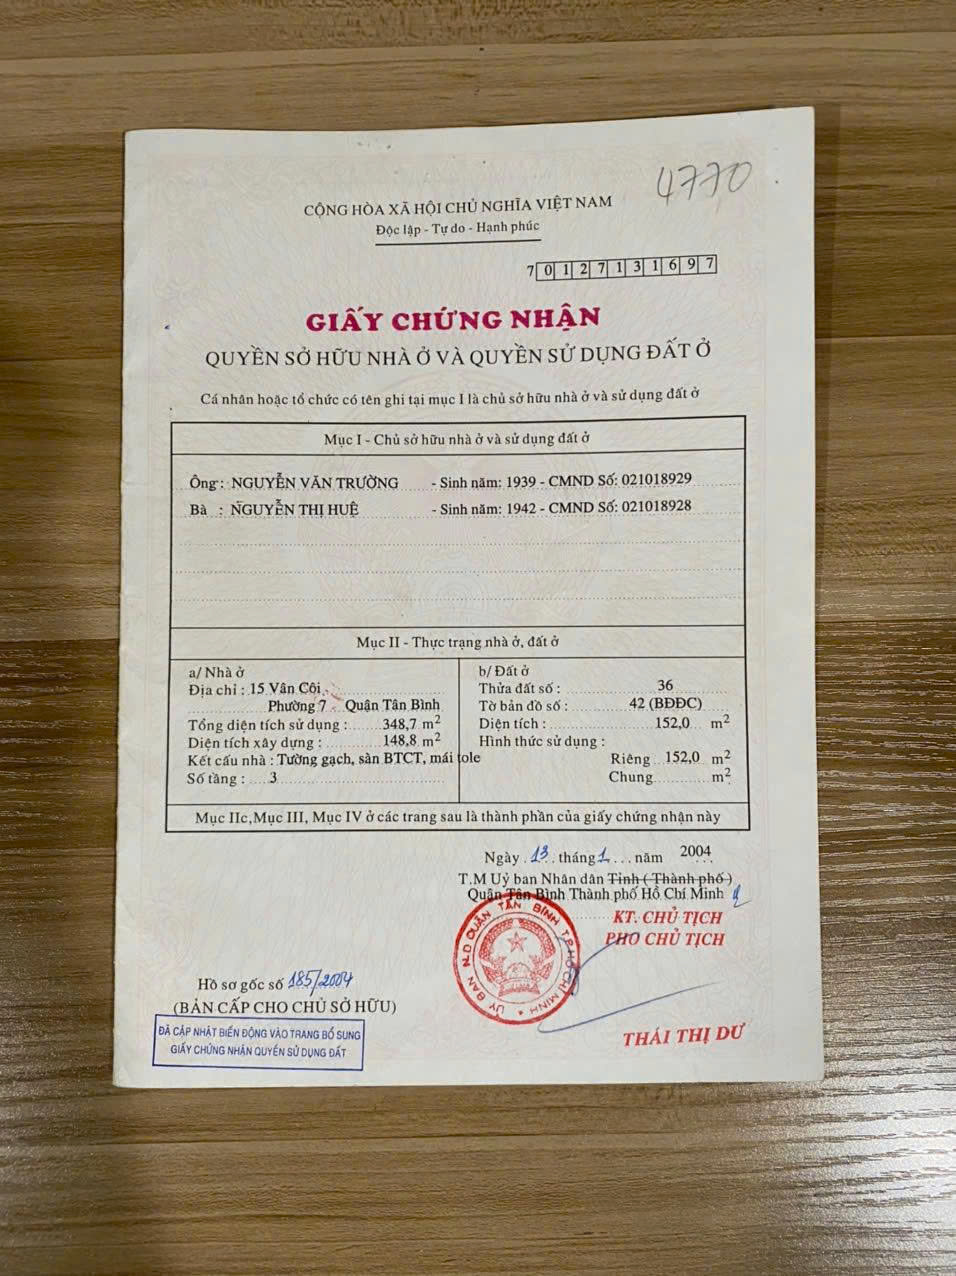 4770
CỘNG HÒA XÃ HỘI CHỦ NGHĨA VIỆT NAM
Độc lập - Tự do - Hạnh phúc
7 0 1 2 7 1 3 1 6 9 7
GIẤY CHỨNG NHẬN
QUYỀN SỞ HỮU NHÀ Ở VÀ QUYỀN SỬ DỤNG ĐẤT Ở
Cá nhân hoặc tổ chức có tên ghi tại mục I là chủ sở hữu nhà ở và sử dụng đất ở
Mục I - Chủ sở hữu nhà ở và sử dụng đất ở
Ông : NGUYỄN VĂN TRƯỜNG - Sinh năm: 1939 - CMND Số: 021018929
Bà : NGUYỄN THỊ HUỆ - Sinh năm: 1942 - CMND Số: 021018928
Mục II - Thực trạng nhà ở, đất ở
a/ Nhà ở
Địa chỉ : 15 Vân Côi
Phường 7 - Quận Tân Bình
Tổng diện tích sử dụng : 348,7 m2
Diện tích xây dựng : 148,8 m2
Kết cấu nhà : Tường gạch, sàn BTCT, mái tole
Số tầng : 3
b/ Đất ở
Thửa đất số : 36
Tờ bản đồ số : 42 (BĐĐC)
Diện tích : 152,0 m2
Hình thức sử dụng :
Riêng 152,0 m2
Chung m2
Mục IIc, Mục III, Mục IV ở các trang sau là thành phần của giấy chứng nhận này
Ngày 13 tháng 1 năm 2004
T.M Uỷ ban Nhân dân Tỉnh (Thành phố)
Quận Tân Bình Thành phố Hồ Chí Minh
KT. CHỦ TỊCH
PHO CHỦ TỊCH
ỦY BAN N.D QUẬN TÂN BÌNH T.P HỒ CHÍ MINH
THÁI THỊ DƯ
Hồ sơ gốc số 185/2004
(BẢN CẤP CHO CHỦ SỞ HỮU)
ĐÃ CẬP NHẬT BIẾN ĐỘNG VÀO TRANG BỔ SUNG
GIẤY CHỨNG NHẬN QUYỀN SỬ DỤNG ĐẤT